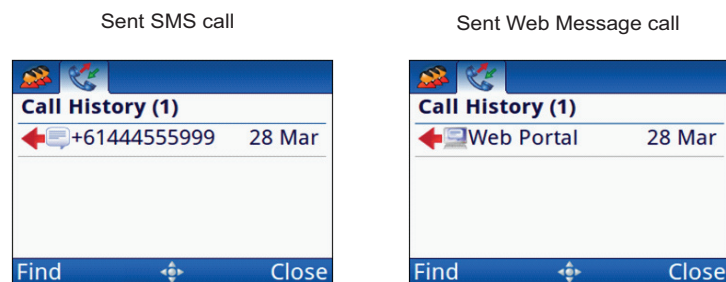 Sent SMS call
Call History (1)
+61444555999 28 Mar
Find Close
Sent Web Message call
Call History (1)
Web Portal 28 Mar
Find Close